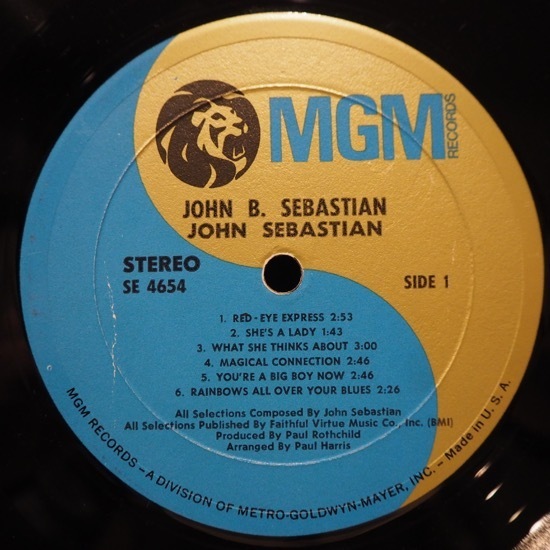 MGM
RECORDS
JOHN B. SEBASTIAN
JOHN SEBASTIAN
STEREO
SE 4654
SIDE 1
1. RED-EYE EXPRESS 2:53
2. SHE'S A LADY 1:43
3. WHAT SHE THINKS ABOUT 3:00
4. MAGICAL CONNECTION 2:46
5. YOU'RE A BIG BOY NOW 2:46
6. RAINBOWS ALL OVER YOUR BLUES 2:26
All Selections Composed By John Sebastian
All Selections Published By Faithful Virtue Music Co., Inc. (BMI)
Produced By Paul Rothchild
Arranged By Paul Harris
MGM RECORDS – A DIVISION OF METRO-GOLDWYN-MAYER, INC. – Made in U. S. A.